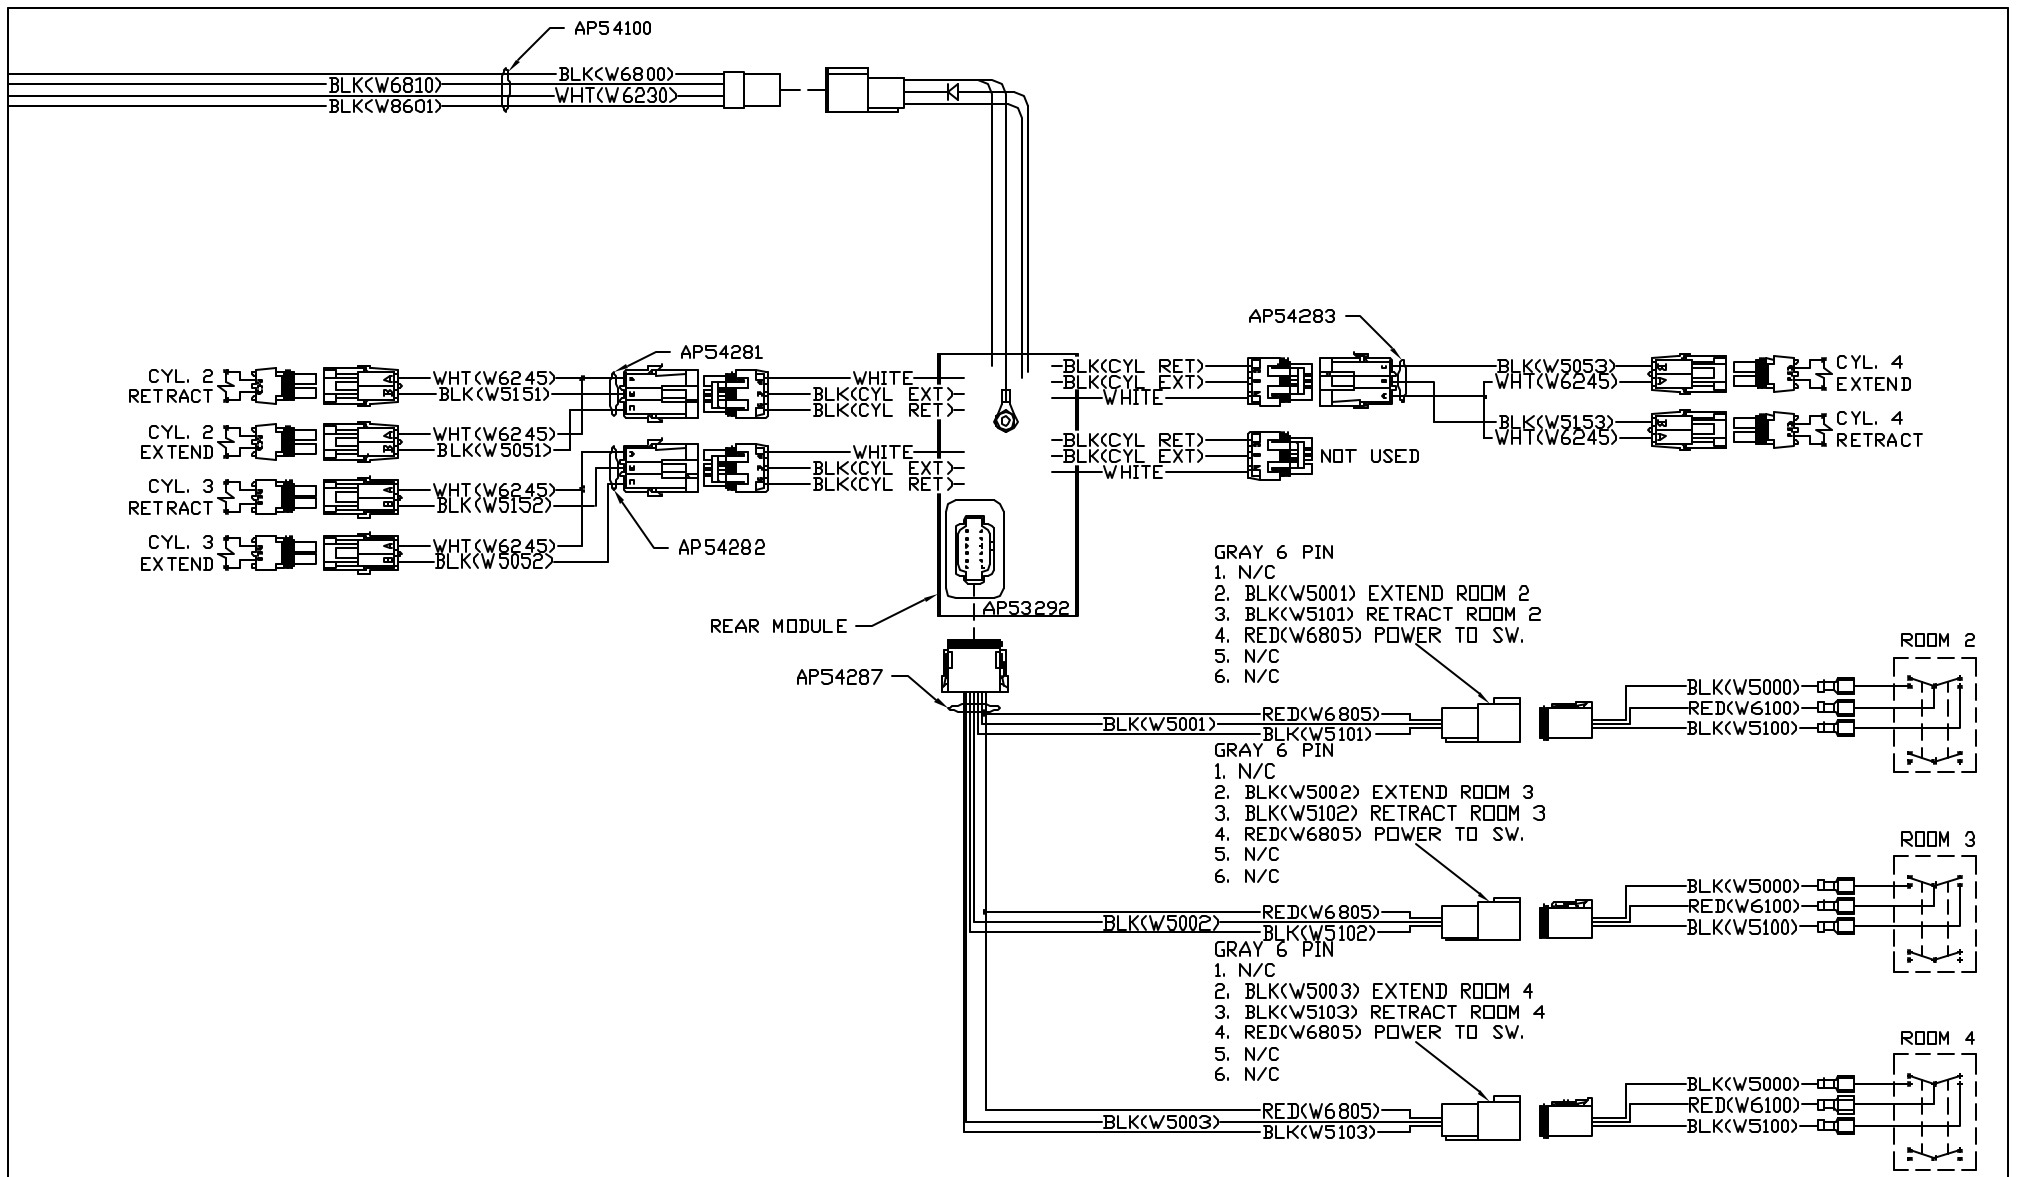 AP54100
BLK(W6800)
BLK(W6810)
WHT(W6230)
BLK(W8601)
AP54283
AP54281
CYL. 2
RETRACT
WHT(W6245)
BLK(W5151)
WHITE
BLK(CYL EXT)
BLK(CYL RET)
BLK(CYL RET)
BLK(CYL EXT)
WHITE
BLK(W5053)
WHT(W6245)
CYL. 4
EXTEND
CYL. 2
EXTEND
WHT(W6245)
BLK(W5051)
WHITE
BLK(CYL EXT)
BLK(CYL RET)
BLK(CYL RET)
BLK(CYL EXT)
WHITE
NOT USED
BLK(W5153)
WHT(W6245)
CYL. 4
RETRACT
CYL. 3
RETRACT
WHT(W6245)
BLK(W5152)
CYL. 3
EXTEND
WHT(W6245)
BLK(W5052)
AP54282
AP53292
REAR MODULE
AP54287
GRAY 6 PIN
1. N/C
2. BLK(W5001) EXTEND ROOM 2
3. BLK(W5101) RETRACT ROOM 2
4. RED(W6805) POWER TO SW.
5. N/C
6. N/C
ROOM 2
RED(W6805)
BLK(W5001)
BLK(W5101)
BLK(W5000)
RED(W6100)
BLK(W5100)
GRAY 6 PIN
1. N/C
2. BLK(W5002) EXTEND ROOM 3
3. BLK(W5102) RETRACT ROOM 3
4. RED(W6805) POWER TO SW.
5. N/C
6. N/C
ROOM 3
RED(W6805)
BLK(W5002)
BLK(W5102)
BLK(W5000)
RED(W6100)
BLK(W5100)
GRAY 6 PIN
1. N/C
2. BLK(W5003) EXTEND ROOM 4
3. BLK(W5103) RETRACT ROOM 4
4. RED(W6805) POWER TO SW.
5. N/C
6. N/C
ROOM 4
RED(W6805)
BLK(W5003)
BLK(W5103)
BLK(W5000)
RED(W6100)
BLK(W5100)